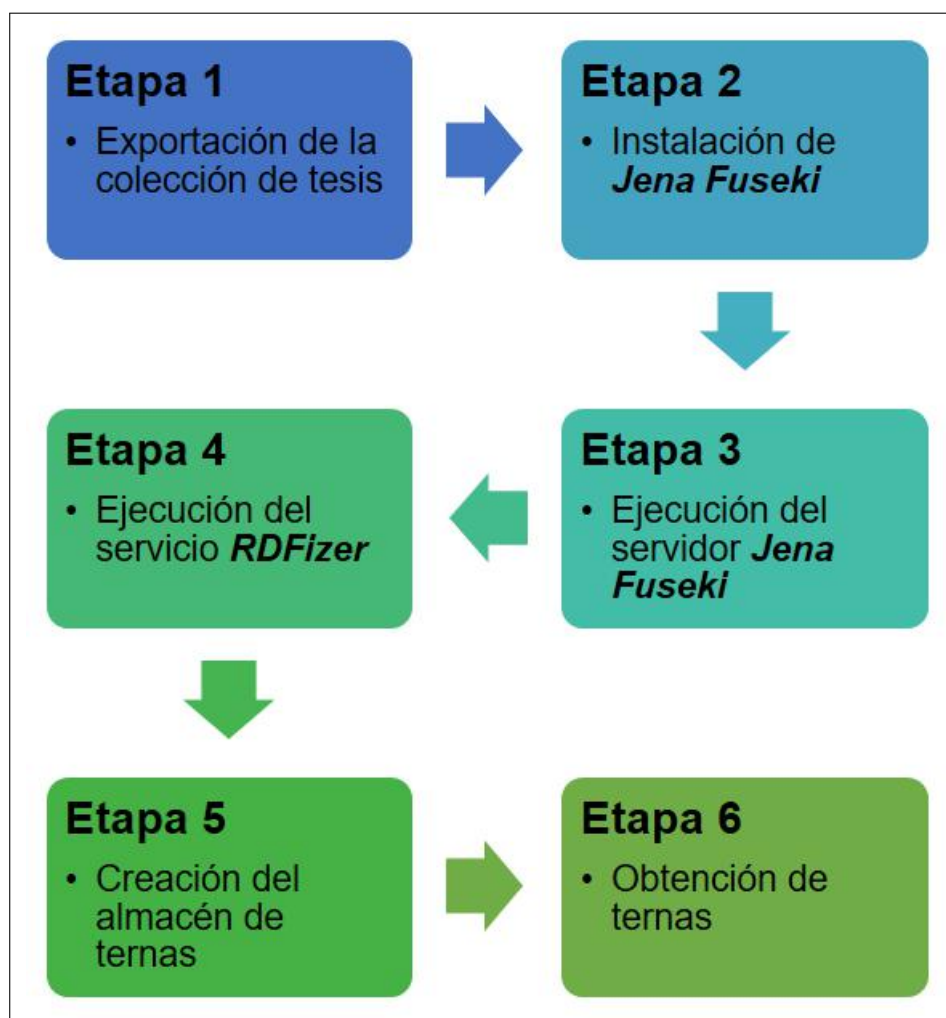 Etapa 1
• Exportación de la
colección de tesis
Etapa 2
• Instalación de
Jena Fuseki
Etapa 3
• Ejecución del
servidor Jena
Fuseki
Etapa 4
• Ejecución del
servicio RDFizer
Etapa 5
• Creación del
almacén de
ternas
Etapa 6
• Obtención de
ternas